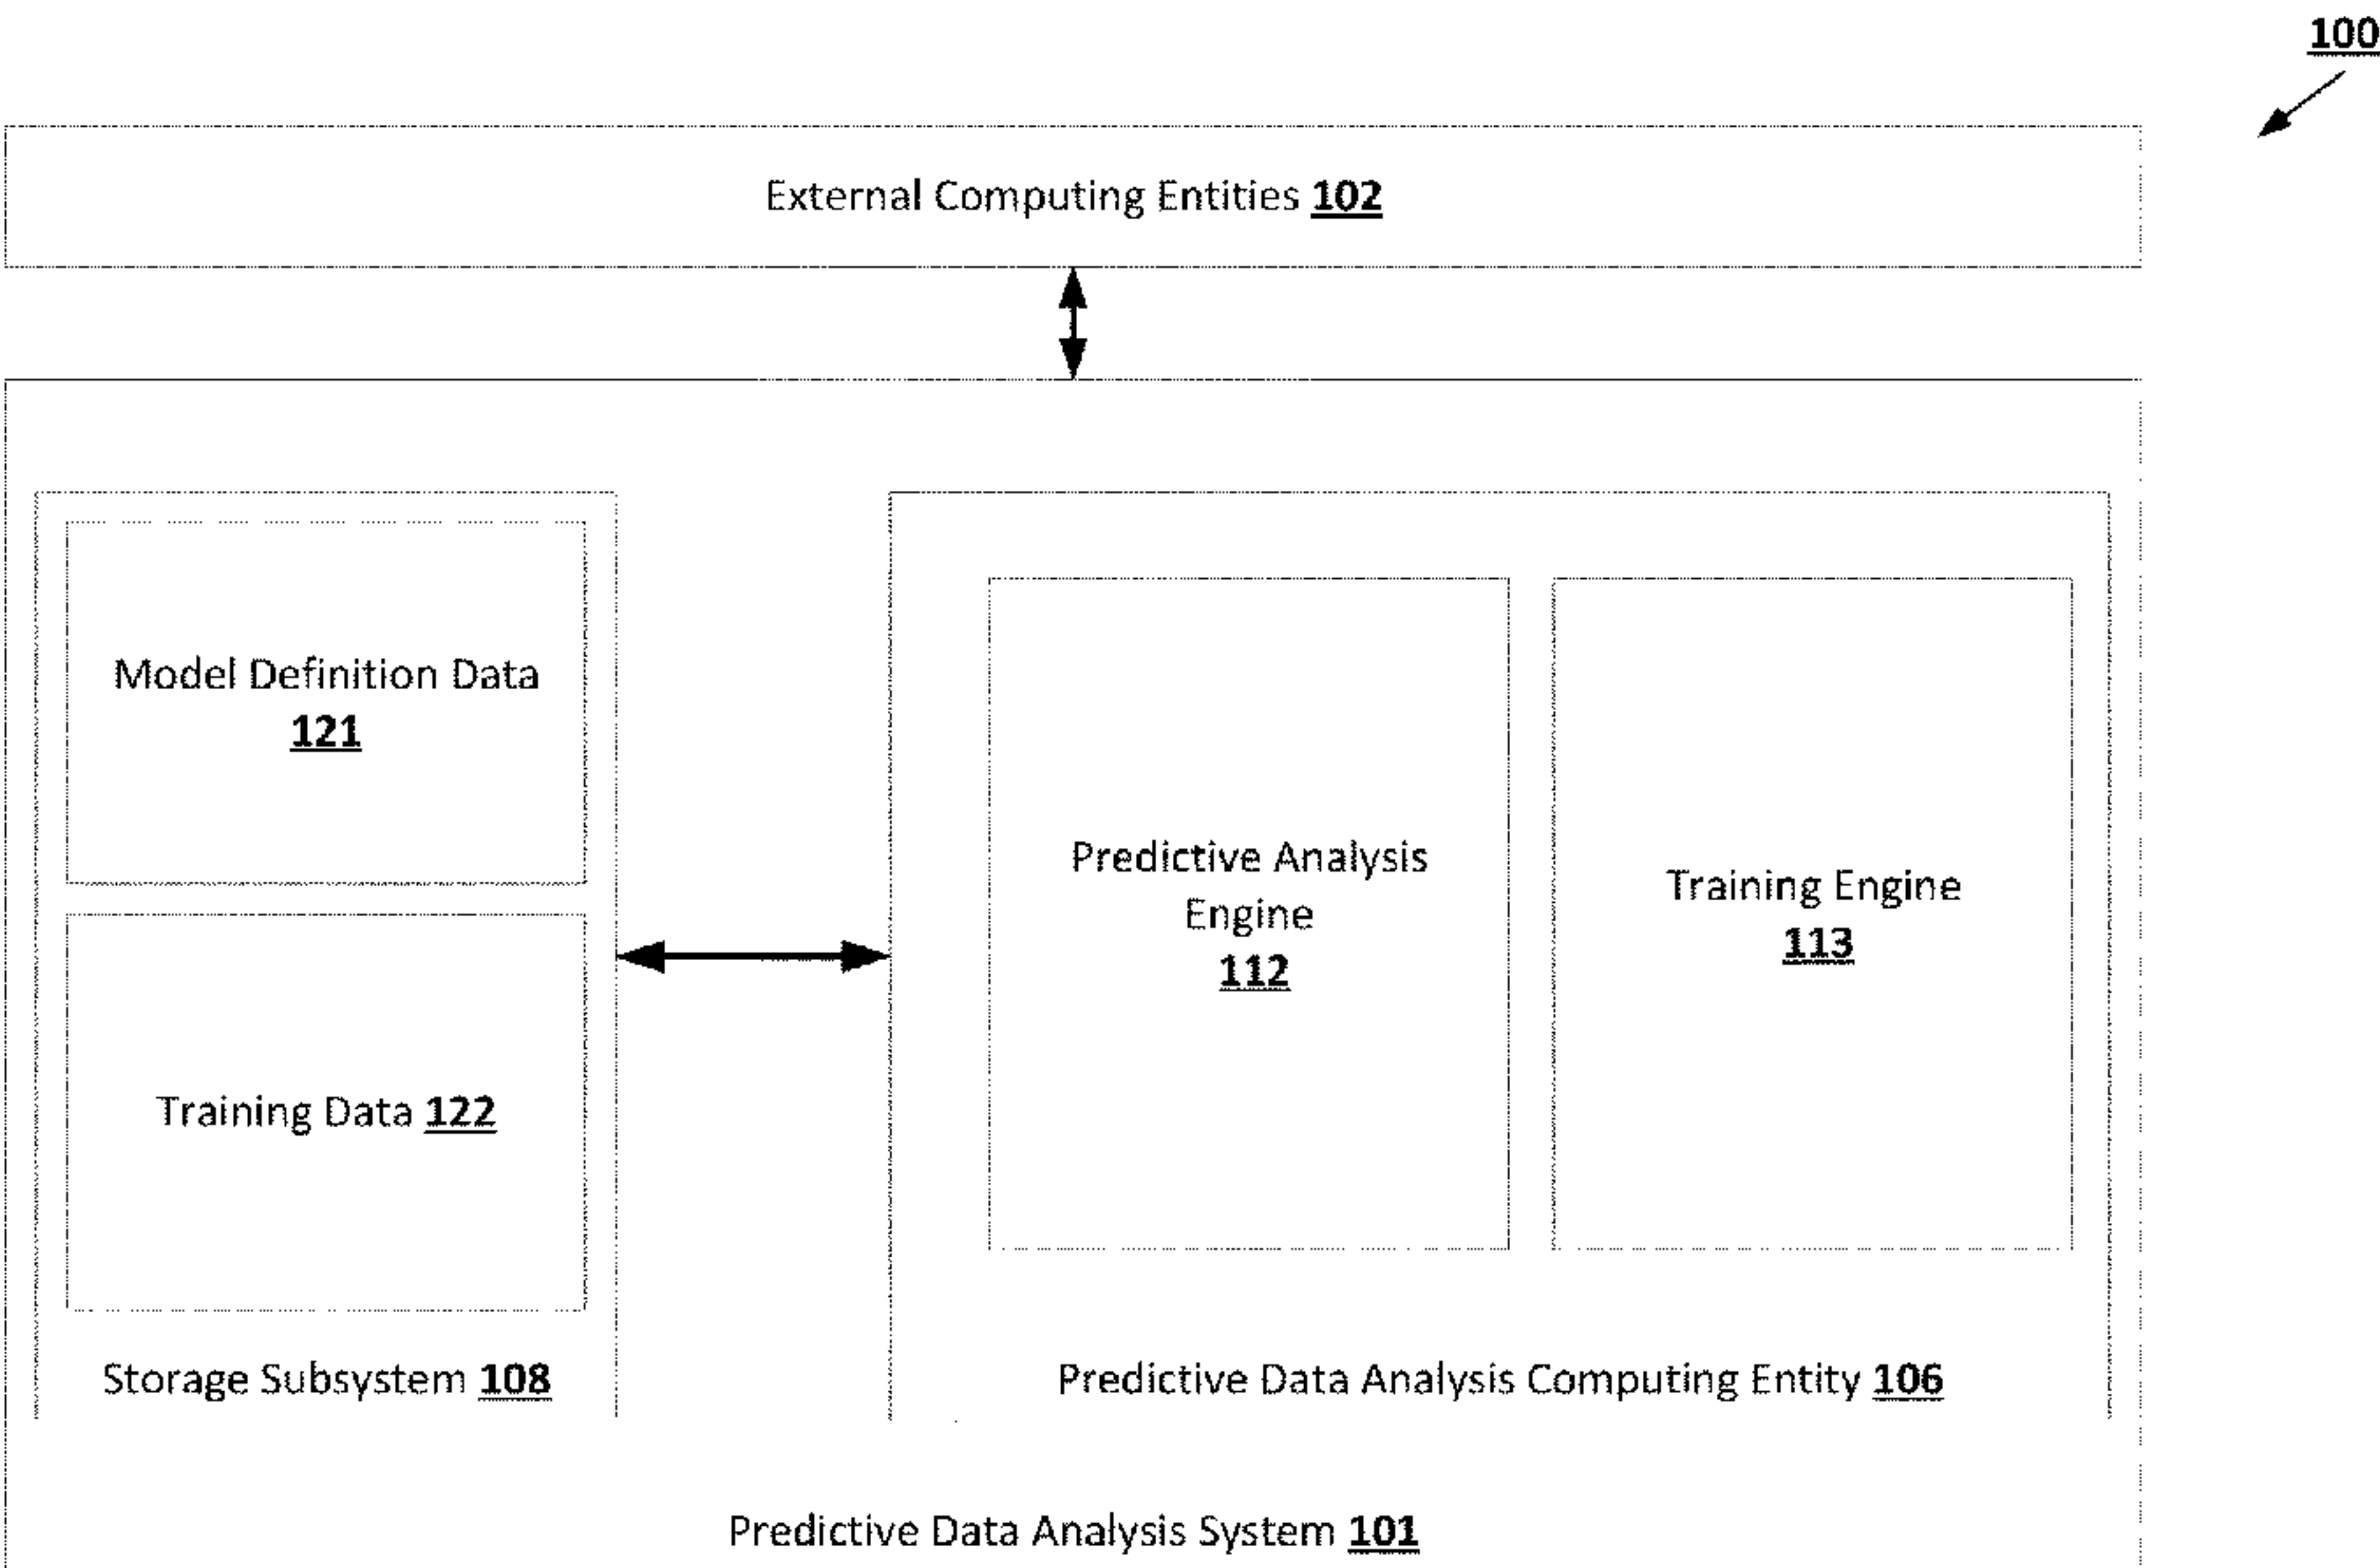 100
External Computing Entities 102
Model Definition Data
121
Predictive Analysis
Engine
112
Training Engine
113
Training Data 122
Storage Subsystem 108
Predictive Data Analysis Computing Entity 106
Predictive Data Analysis System 101